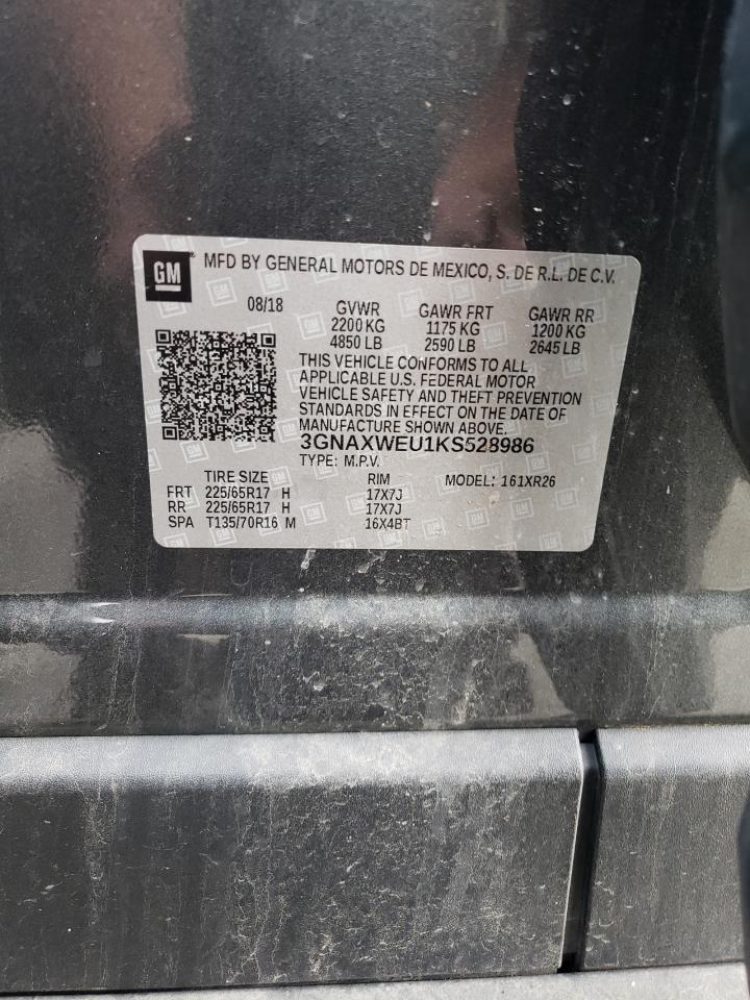 GM
MFD BY GENERAL MOTORS DE MEXICO, S. DE R.L. DE C.V.
08/18 GVWR GAWR FRT GAWR RR
2200 KG 1175 KG 1200 KG
4850 LB 2590 LB 2645 LB
THIS VEHICLE CONFORMS TO ALL
APPLICABLE U.S. FEDERAL MOTOR
VEHICLE SAFETY AND THEFT PREVENTION
STANDARDS IN EFFECT ON THE DATE OF
MANUFACTURE SHOWN ABOVE.
3GNAXWEU1KS528986
TYPE: M.P.V.
TIRE SIZE RIM MODEL: 161XR26
FRT 225/65R17 H 17X7J
RR 225/65R17 H 17X7J
SPA T135/70R16 M 16X4BT